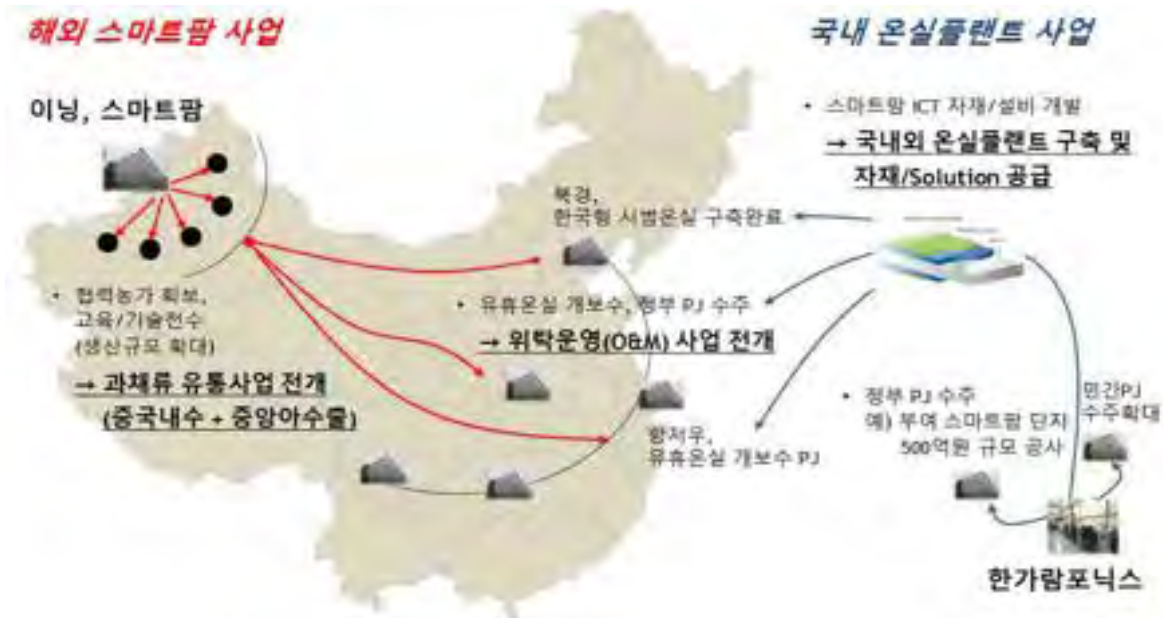 해외 스마트팜 사업
이닝, 스마트팜
• 협력농가 확보,
교육/기술전수
(생산규모 확대)
→ 과채류 유통사업 전개
(중국내수 + 중앙아수출)
북경,
한국형 시범온실 구축완료
• 유휴온실 개보수, 정부 PJ 수주
→ 위탁운영(O&M) 사업 전개
항저우,
유휴온실 개보수 PJ
국내 온실플랜트 사업
• 스마트팜 ICT 자재/설비 개발
→ 국내외 온실플랜트 구축 및
자재/Solution 공급
• 정부 PJ 수주
예) 부여 스마트팜 단지
500억원 규모 공사
민간PJ
수주확대
한가람포닉스